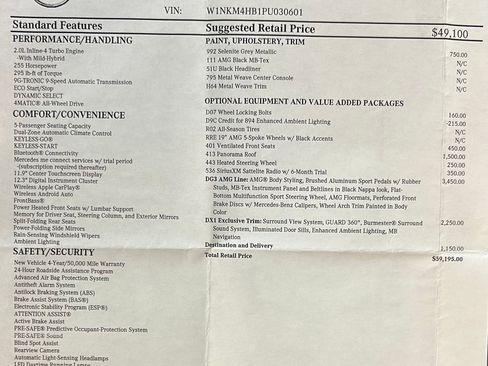 VIN: W1NKM4HB1PU030601
Standard Features
PERFORMANCE/HANDLING
2.0L Inline-4 Turbo Engine
-With Mild-Hybrid
255 Horsepower
295 lb-ft of Torque
9G-TRONIC 9-Speed Automatic Transmission
ECO Start/Stop
DYNAMIC SELECT
4MATIC® All-Wheel Drive
COMFORT/CONVENIENCE
5-Passenger Seating Capacity
Dual-Zone Automatic Climate Control
KEYLESS-GO®
KEYLESS-START
Bluetooth® Connectivity
Mercedes me connect services w/ trial period
-(subscription required thereafter)
11.9" Center Touchscreen Display
12.3" Digital Instrument Cluster
Wireless Apple CarPlay®
Wireless Android Auto
FrontBass®
Power Heated Front Seats w/ Lumbar Support
Memory for Driver Seat, Steering Column, and Exterior Mirrors
Split-Folding Rear Seats
Power-Folding Side Mirrors
Rain-Sensing Windshield Wipers
Ambient Lighting
SAFETY/SECURITY
New Vehicle 4-Year/50,000 Mile Warranty
24-Hour Roadside Assistance Program
Advanced Air Bag Protection System
Antitheft Alarm System
Antilock Braking System (ABS)
Brake Assist System (BAS®)
Electronic Stability Program (ESP®)
ATTENTION ASSIST®
Active Brake Assist
PRE-SAFE® Predictive Occupant-Protection System
PRE-SAFE® Sound
Blind Spot Assist
Rearview Camera
Automatic Light-Sensing Headlamps
LED Daytime Running Lamps
Suggested Retail Price $49,100
PAINT, UPHOLSTERY, TRIM
992 Selenite Grey Metallic 750.00
111 AMG Black MB-Tex N/C
51U Black Headliner N/C
795 Metal Weave Center Console N/C
H64 Metal Weave Trim N/C
OPTIONAL EQUIPMENT AND VALUE ADDED PACKAGES
D07 Wheel Locking Bolts 160.00
D9C Credit for 894 Enhanced Ambient Lighting -215.00
R02 All-Season Tires N/C
RRE 19" AMG 5-Spoke Wheels w/ Black Accents N/C
401 Ventilated Front Seats 450.00
413 Panorama Roof 1,500.00
443 Heated Steering Wheel 250.00
536 SiriusXM Sattelite Radio w/ 6-Month Trial 350.00
DG3 AMG Line: AMG® Body Styling, Brushed Aluminum Sport Pedals w/ Rubber 3,450.00
Studs, MB-Tex Instrument Panel and Beltlines in Black Nappa look, Flat-
Bottom Multifunction Sport Steering Wheel, AMG Floormats, Perforated Front
Brake Discs w/ Mercedes-Benz Calipers, Wheel Arch Trim Painted in Body
Color
DX1 Exclusive Trim: Surround View System, GUARD 360°, Burmester® Surround 2,250.00
Sound System, Illuminated Door Sills, Enhanced Ambient Lighting, MB
Navigation
Destination and Delivery 1,150.00
Total Retail Price $59,195.00